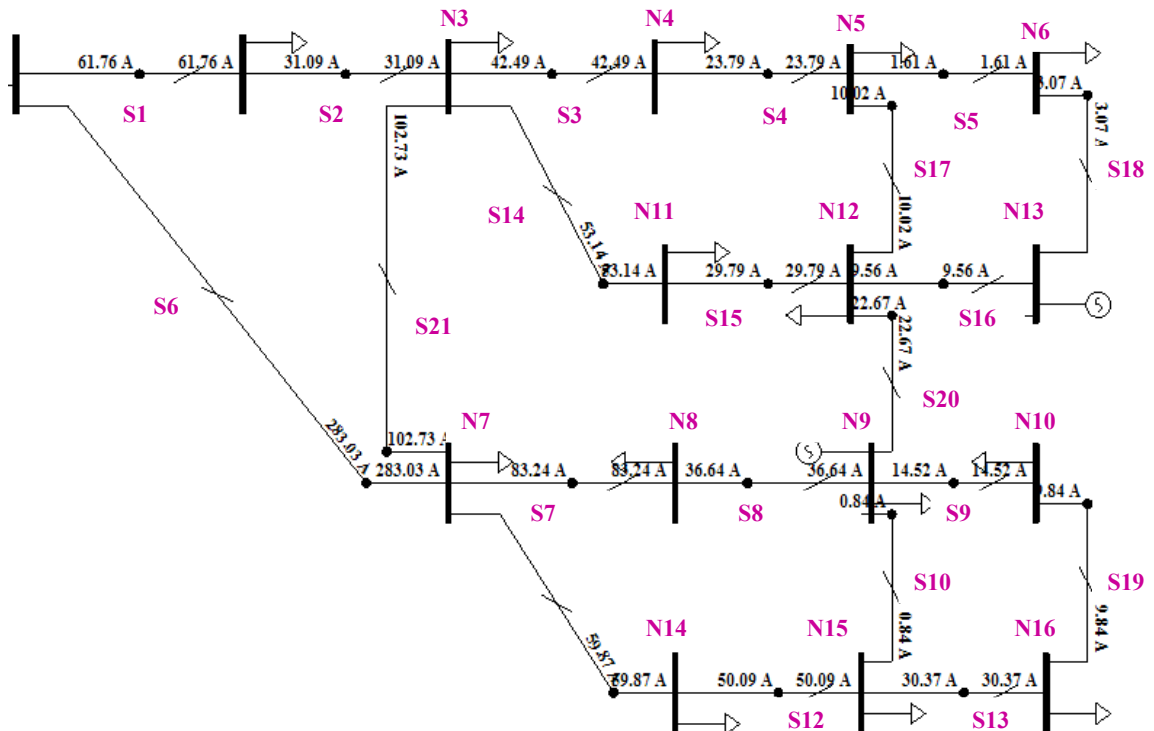 N3 N4 N5 N6
61.76 A 61.76 A 31.09 A 31.09 A 42.49 A 42.49 A 23.79 A 23.79 A 1.61 A 1.61 A
10.02 A 3.07 A
S1 S2 S3 S4 S5
102.73 A 3.07 A
S17 S18
S14 N11 N12 N13
53.14 A 10.02 A
53.14 A 29.79 A 29.79 A 9.56 A 9.56 A
S6 S21 S15 22.67 A S16 S
22.67 A
S20
N7 N8 N9 N10
283.03 A 102.73 A S
283.03 A 83.24 A 83.24 A 36.64 A 36.64 A 14.52 A 14.52 A
0.84 A 9.84 A
S7 S8 S9
S10 S19
59.87 A N14 N15 0.84 A N16 9.84 A
59.87 A 50.09 A 50.09 A 30.37 A 30.37 A
S12 S13